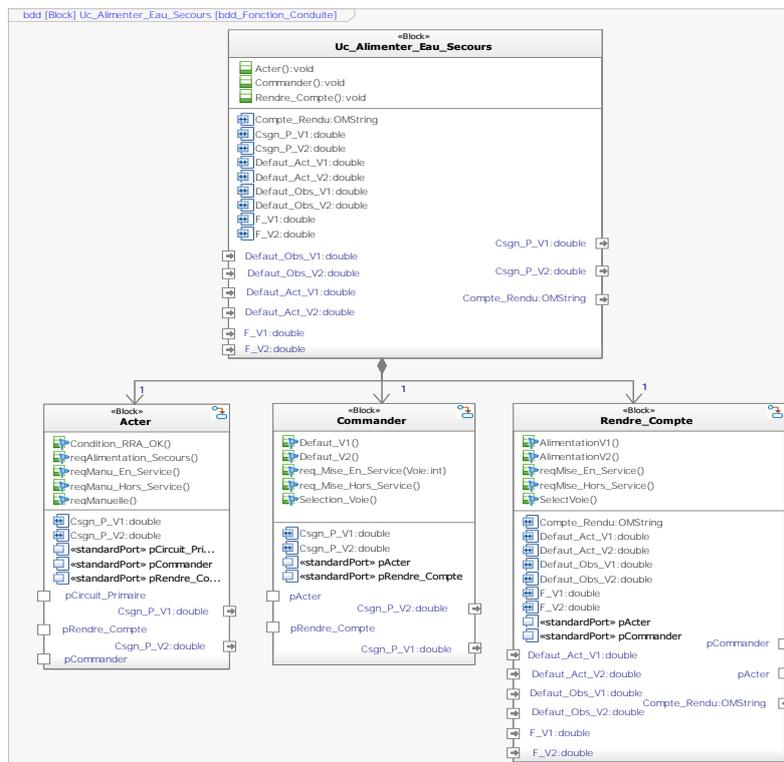 bdd [Block] Uc_Alimenter_Eau_Secours [bdd_Fonction_Conduite]
«Block»
Uc_Alimenter_Eau_Secours
Acter():void
Commander():void
Rendre_Compte():void
Compte_Rendu:OMString
Csgn_P_V1:double
Csgn_P_V2:double
Defaut_Act_V1:double
Defaut_Act_V2:double
Defaut_Obs_V1:double
Defaut_Obs_V2:double
F_V1:double
F_V2:double
Csgn_P_V1:double
Defaut_Obs_V1:double
Csgn_P_V2:double
Defaut_Obs_V2:double
Defaut_Act_V1:double
Compte_Rendu:OMString
Defaut_Act_V2:double
F_V1:double
F_V2:double
1
1
1
«Block»
Acter
Condition_RRA_OK()
reqAlimentation_Secours()
reqManu_En_Service()
reqManu_Hors_Service()
reqManuelle()
Csgn_P_V1:double
Csgn_P_V2:double
«standardPort» pCircuit_Pri...
«standardPort» pCommander
«standardPort» pRendre_Co...
pCircuit_Primaire
Csgn_P_V1:double
pRendre_Compte
Csgn_P_V2:double
pCommander
«Block»
Commander
Defaut_V1()
Defaut_V2()
req_Mise_En_Service(Voie:int)
req_Mise_Hors_Service()
Selection_Voie()
Csgn_P_V1:double
Csgn_P_V2:double
«standardPort» pActer
«standardPort» pRendre_Compte
pActer
Csgn_P_V2:double
pRendre_Compte
Csgn_P_V1:double
«Block»
Rendre_Compte
AlimentationV1()
AlimentationV2()
reqMise_En_Service()
reqMise_Hors_Service()
SelectVoie()
Compte_Rendu:OMString
Defaut_Act_V1:double
Defaut_Act_V2:double
Defaut_Obs_V1:double
Defaut_Obs_V2:double
F_V1:double
F_V2:double
«standardPort» pActer
«standardPort» pCommander
pCommander
Defaut_Act_V1:double
Defaut_Act_V2:double
pActer
Defaut_Obs_V1:double
Compte_Rendu:OMString
Defaut_Obs_V2:double
F_V1:double
F_V2:double